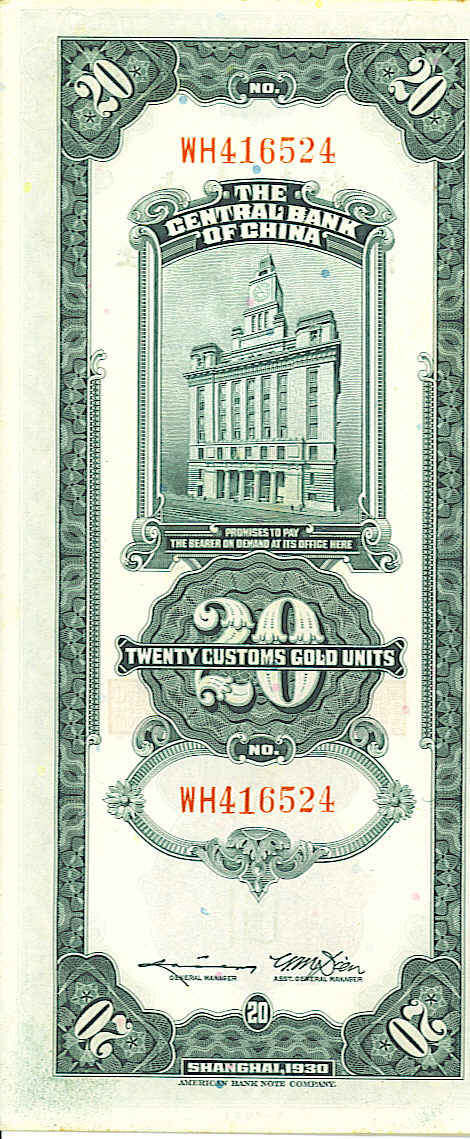 20 20
NO.
WH416524
THE
CENTRAL BANK
OF CHINA
PROMISES TO PAY
THE BEARER ON DEMAND AT ITS OFFICE HERE
20
TWENTY CUSTOMS GOLD UNITS
NO.
WH416524
GENERAL MANAGER ASST. GENERAL MANAGER
20 20 20
SHANGHAI, 1930
AMERICAN BANK NOTE COMPANY.